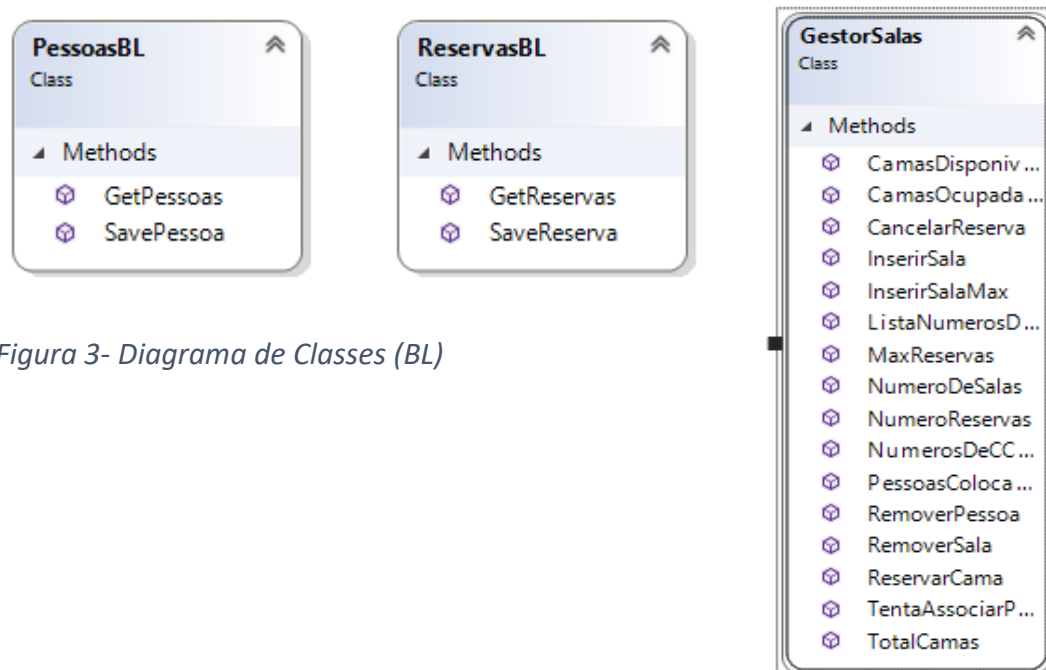 PessoasBL
Class
Methods
GetPessoas
SavePessoa
ReservasBL
Class
Methods
GetReservas
SaveReserva
Figura 3- Diagrama de Classes (BL)
GestorSalas
Class
Methods
CamasDisponiv...
CamasOcupada...
CancelarReserva
InserirSala
InserirSalaMax
ListaNumerosD...
MaxReservas
NumeroDeSalas
NumeroReservas
NumerosDeCC...
PessoasColoca...
RemoverPessoa
RemoverSala
ReservarCama
TentaAssociarP...
TotalCamas